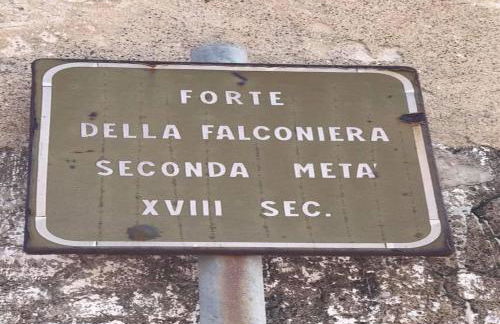 FORTE
DELLA FALCONIERA
SECONDA META'
XVIII SEC.